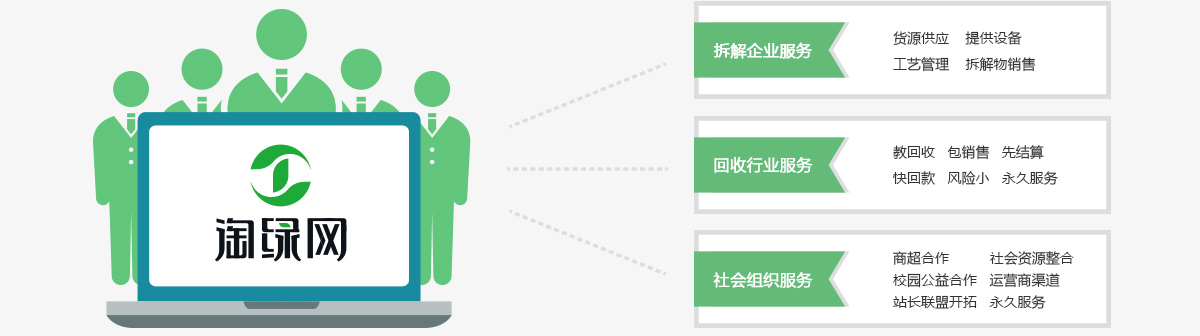 淘绿网
拆解企业服务
货源供应 提供设备
工艺管理 拆解物销售
回收行业服务
教回收 包销售 先结算
快回款 风险小 永久服务
社会组织服务
商超合作 社会资源整合
校园公益合作 运营商渠道
站长联盟开拓 永久服务